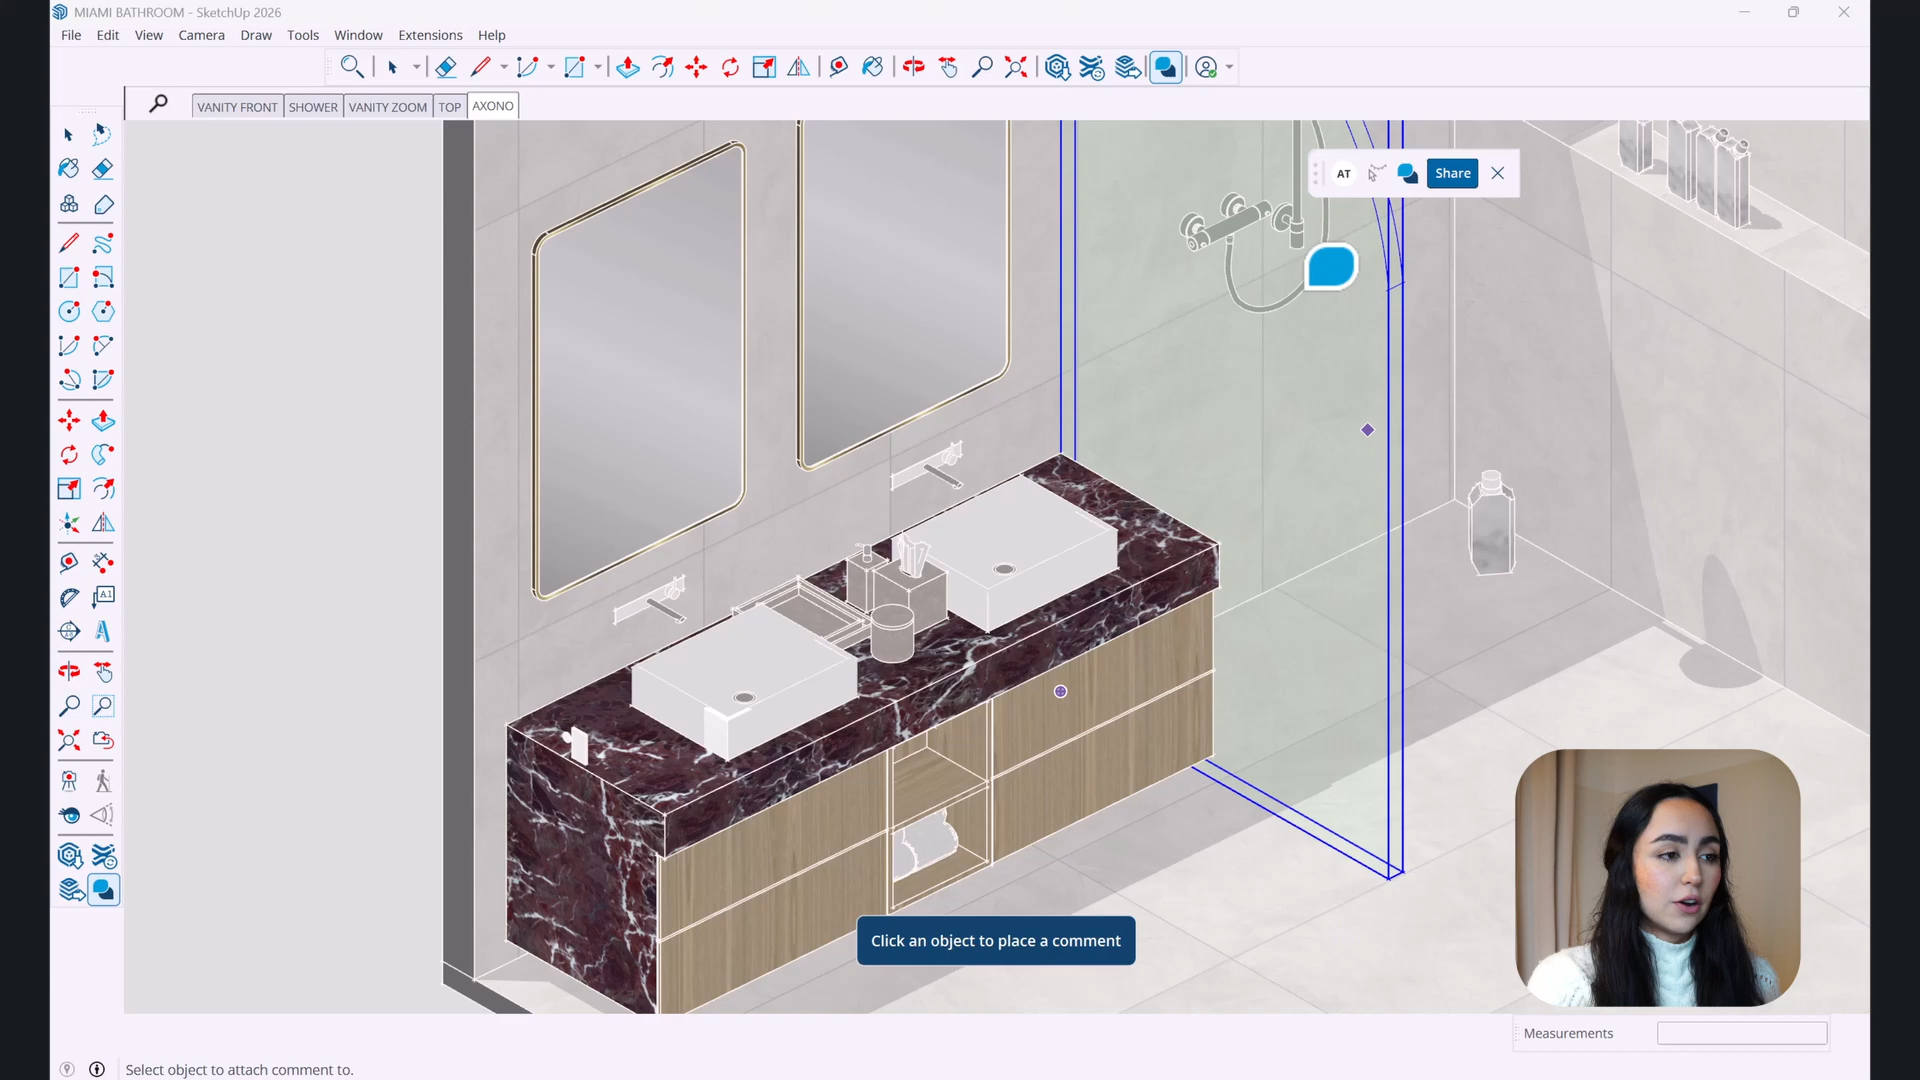 MIAMI BATHROOM - SketchUp 2026
File Edit View Camera Draw Tools Window Extensions Help
VANITY FRONT SHOWER VANITY ZOOM TOP AXONO
AT Share
A1
Click an object to place a comment
Measurements
Select object to attach comment to.